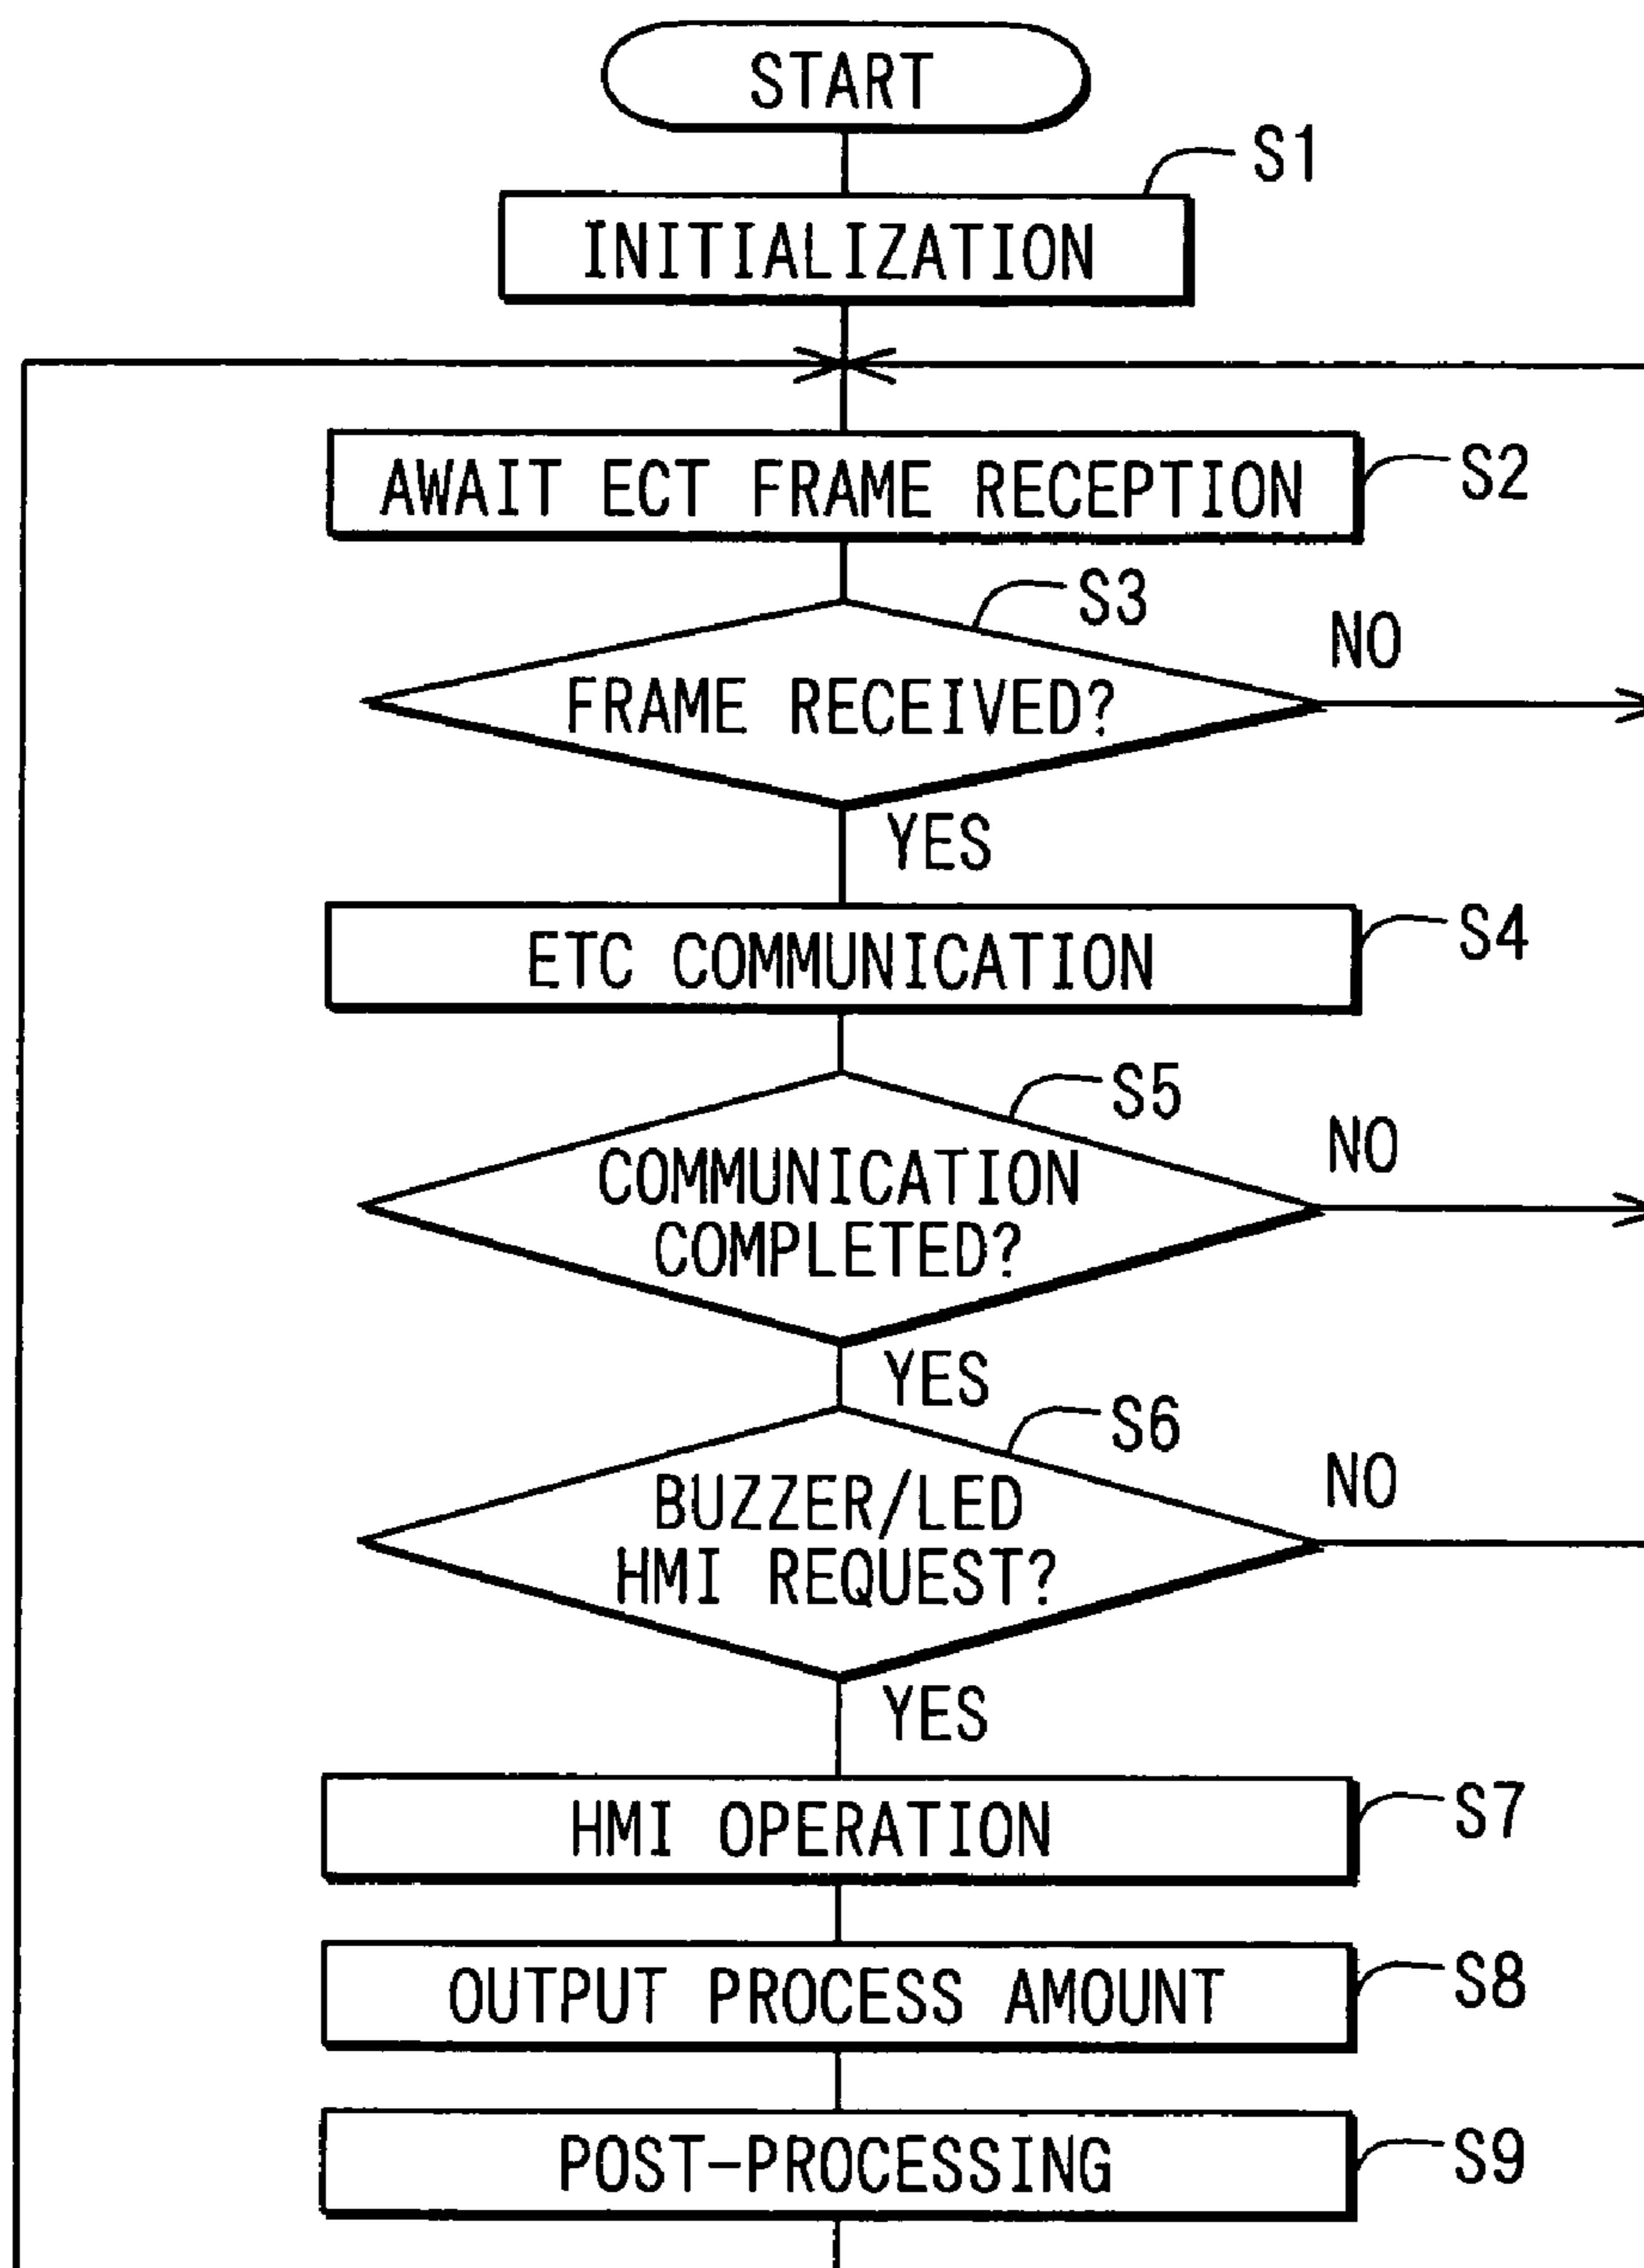 START
S1
INITIALIZATION
AWAIT ECT FRAME RECEPTION
S2
S3
NO
FRAME RECEIVED?
YES
S4
ETC COMMUNICATION
S5
NO
COMMUNICATION
COMPLETED?
YES
S6
NO
BUZZER/LED
HMI REQUEST?
YES
HMI OPERATION
S7
OUTPUT PROCESS AMOUNT
S8
POST-PROCESSING
S9